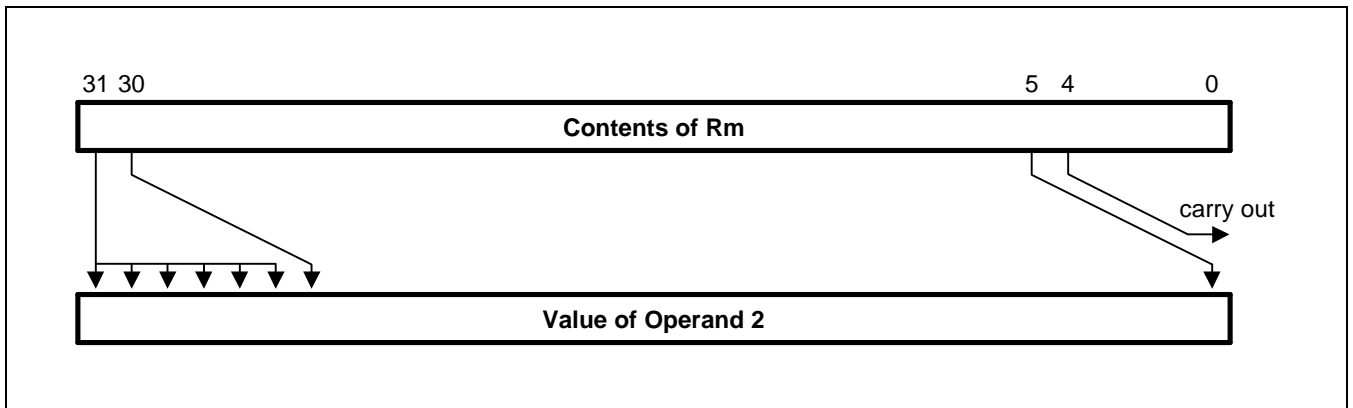 31 30 5 4 0
Contents of Rm
carry out
Value of Operand 2